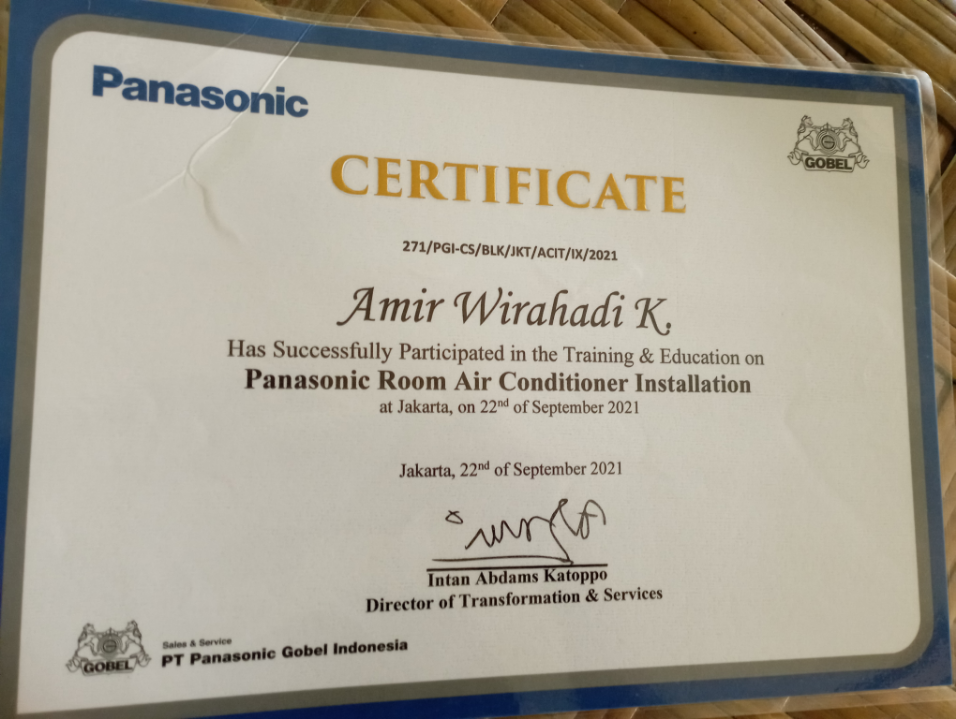 Panasonic
GOBEL
CERTIFICATE
271/PGI-CS/BLK/JKT/ACIT/IX/2021
Amir Wirahadi K.
Has Successfully Participated in the Training & Education on
Panasonic Room Air Conditioner Installation
at Jakarta, on 22nd of September 2021
Jakarta, 22nd of September 2021
Intan Abdams Katoppo
Director of Transformation & Services
GOBEL
Sales & Service
PT Panasonic Gobel Indonesia